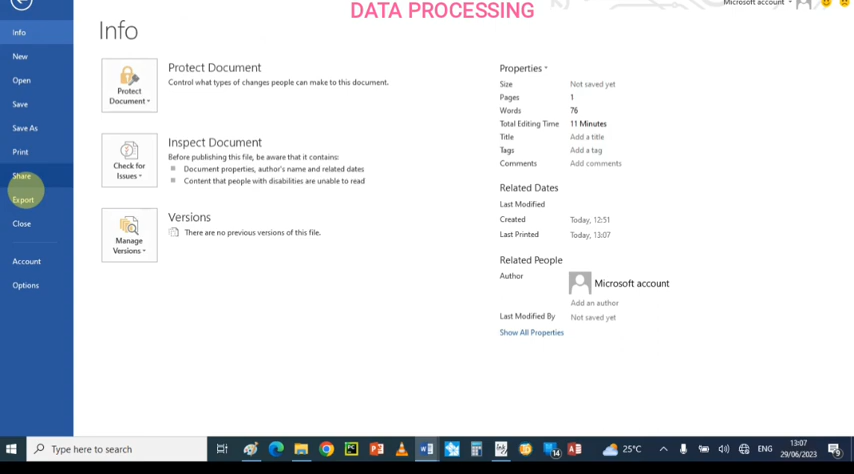 DATA PROCESSING
Microsoft account
Info
New
Open
Save
Save As
Print
Share
Export
Close
Account
Options
Info
Protect Document
Protect Document
Control what types of changes people can make to this document.
Check for Issues
Inspect Document
Before publishing this file, be aware that it contains:
Document properties, author's name and related dates
Content that people with disabilities are unable to read
Manage Versions
Versions
There are no previous versions of this file.
Properties
Size Not saved yet
Pages 1
Words 76
Total Editing Time 11 Minutes
Title Add a title
Tags Add a tag
Comments Add comments
Related Dates
Last Modified
Created Today, 12:51
Last Printed Today, 13:07
Related People
Author Microsoft account
Add an author
Last Modified By Not saved yet
Show All Properties
Type here to search
PC
14
25°C
ENG
13:07
29/06/2023
9